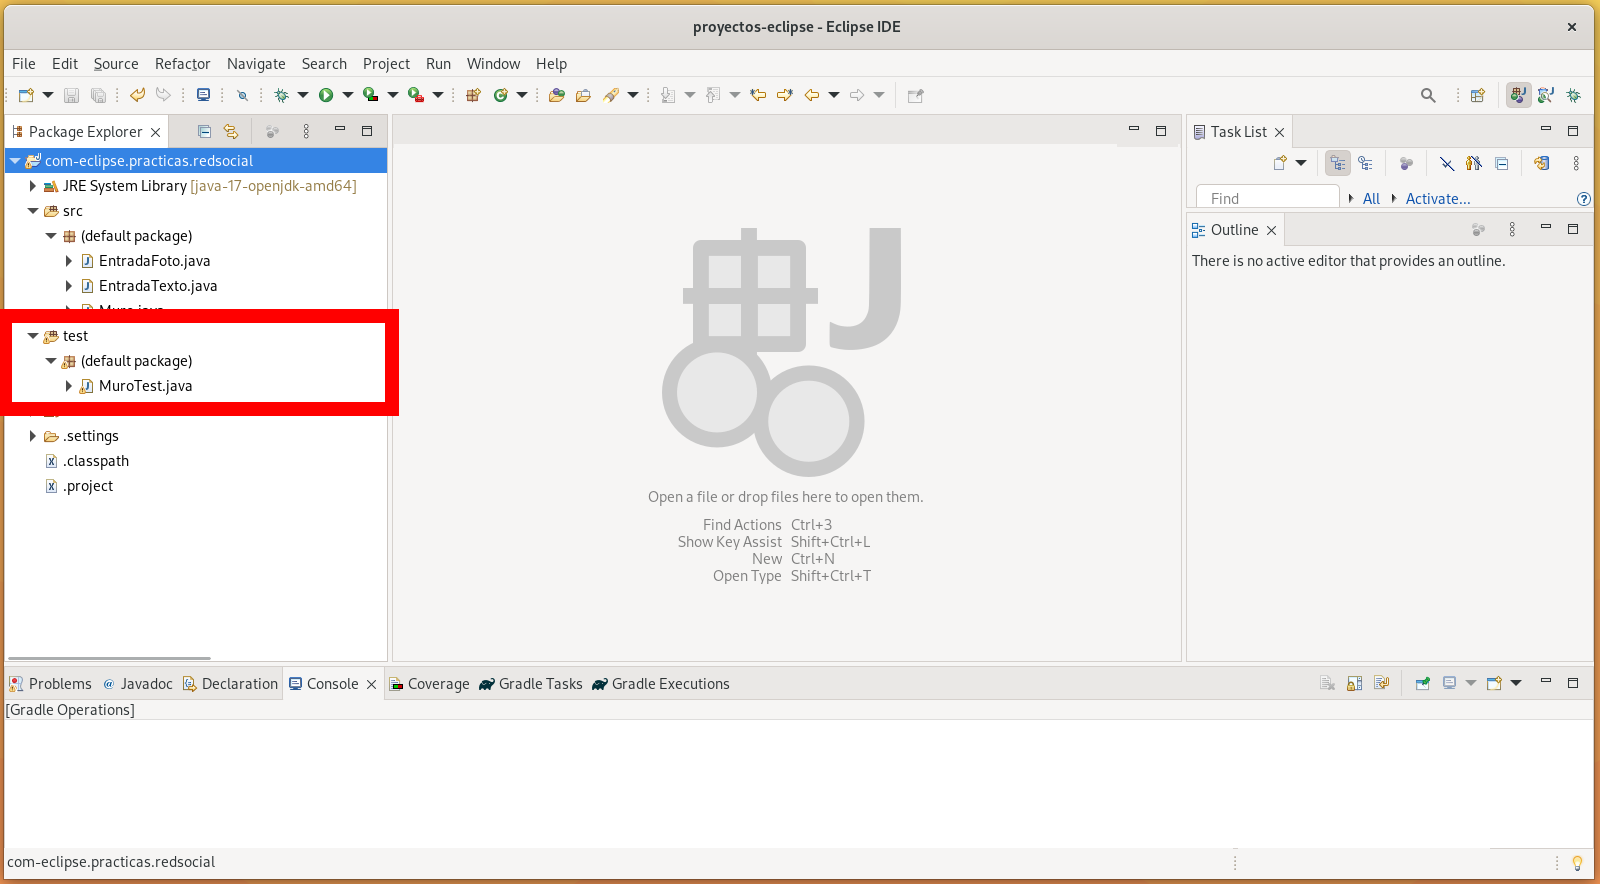 proyectos-eclipse - Eclipse IDE
File Edit Source Refactor Navigate Search Project Run Window Help
Package Explorer
com-eclipse.practicas.redsocial
JRE System Library [java-17-openjdk-amd64]
src
(default package)
EntradaFoto.java
EntradaTexto.java
test
(default package)
MuroTest.java
.settings
.classpath
.project
Open a file or drop files here to open them.
Find Actions Ctrl+3
Show Key Assist Shift+Ctrl+L
New Ctrl+N
Open Type Shift+Ctrl+T
Task List
Find All Activate...
Outline
There is no active editor that provides an outline.
Problems Javadoc Declaration Console Coverage Gradle Tasks Gradle Executions
[Gradle Operations]
com-eclipse.practicas.redsocial